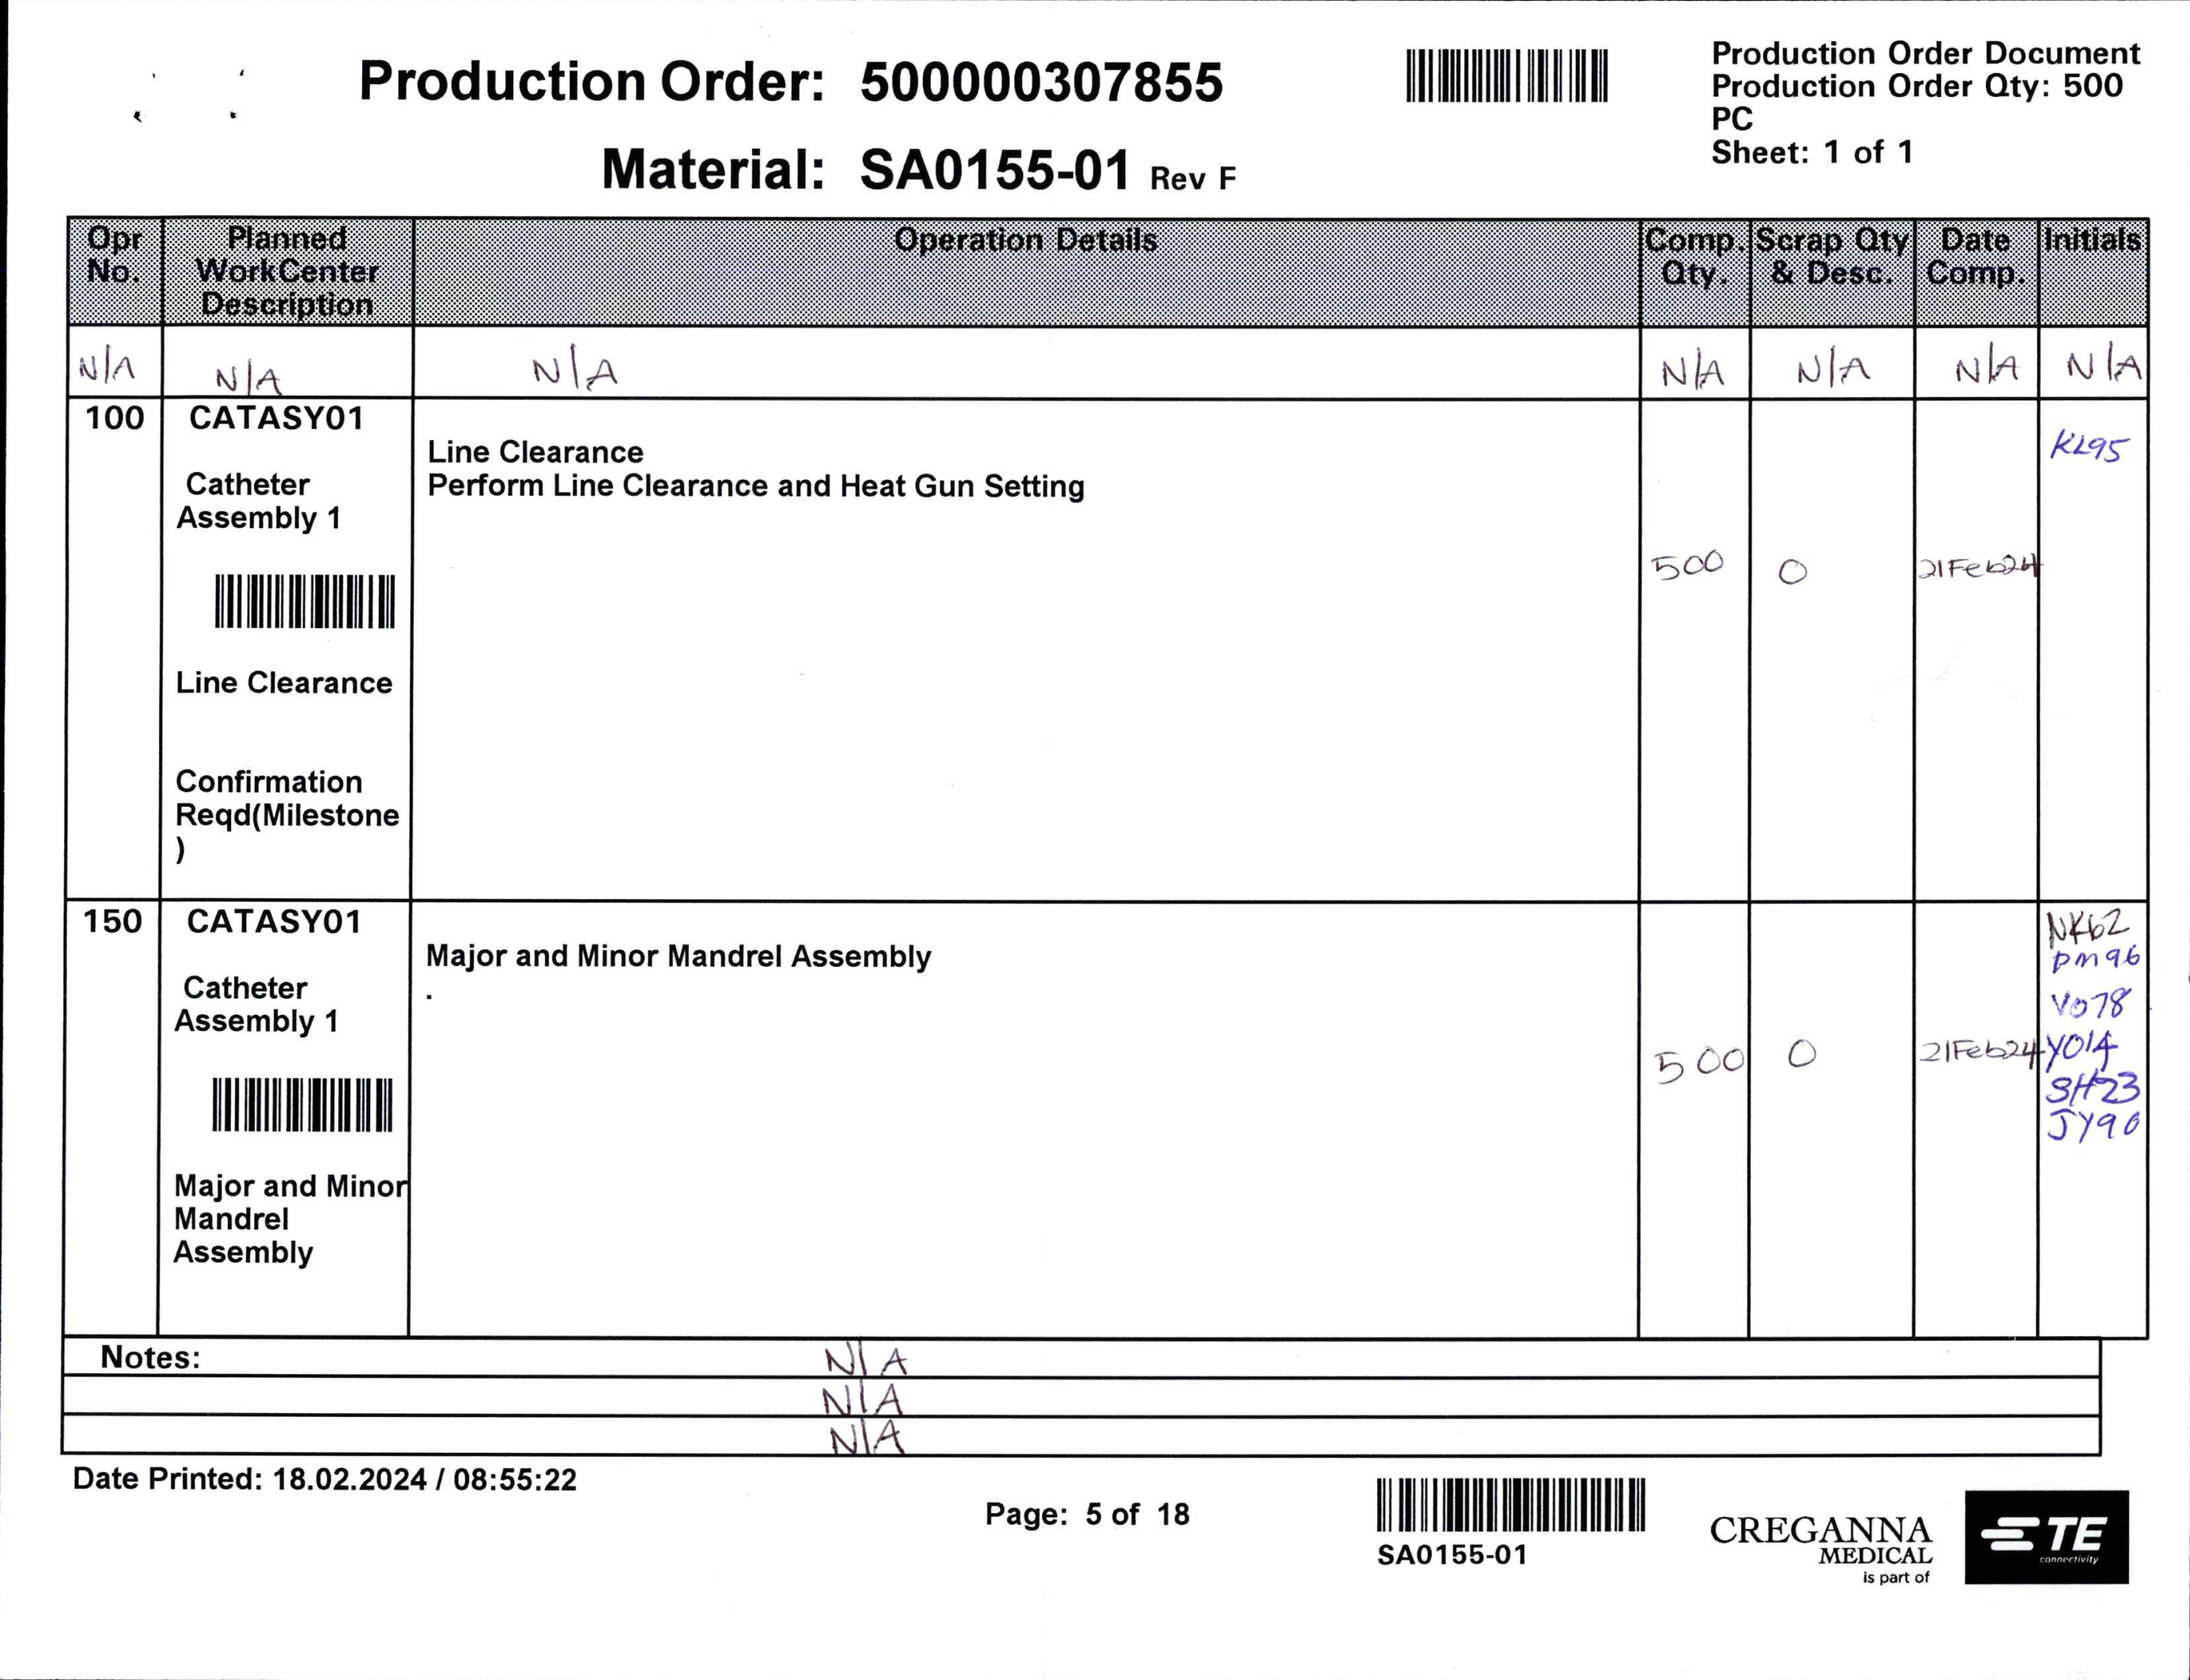 Production Order: 500000307855
Material: SA0155-01 Rev F
Production Order Document
Production Order Qty: 500
PC
Sheet: 1 of 1
Opr No.
Planned WorkCenter Description
Operation Details
Comp. Qty.
Scrap Qty & Desc.
Date Comp.
Initials
N/A N/A N/A N/A N/A N/A N/A
100 CATASY01
Catheter
Assembly 1
Line Clearance
Confirmation
Reqd(Milestone
)
Line Clearance
Perform Line Clearance and Heat Gun Setting
500 0 21Feb24
KL95
150 CATASY01
Catheter
Assembly 1
Major and Minor
Mandrel
Assembly
Major and Minor Mandrel Assembly
.
500 0 21Feb24
NK62
PM96
VO78
YO14
SH23
JY90
Notes: N/A
N/A
N/A
Date Printed: 18.02.2024 / 08:55:22
Page: 5 of 18
SA0155-01
CREGANNA
MEDICAL
is part of
TE
connectivity